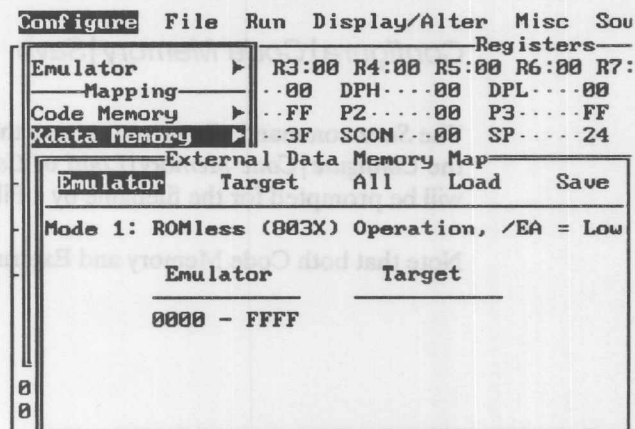 Configure File Run Display/Alter Misc Sou
Registers
Emulator R3:00 R4:00 R5:00 R6:00 R7:
Mapping ··00 DPH····00 DPL····00
Code Memory ··FF P2·····00 P3·····FF
Xdata Memory ··3F SCON···00 SP·····24
External Data Memory Map
Emulator Target All Load Save
Mode 1: ROMless (803X) Operation, /EA = Low
Emulator Target
0000 - FFFF
0
0